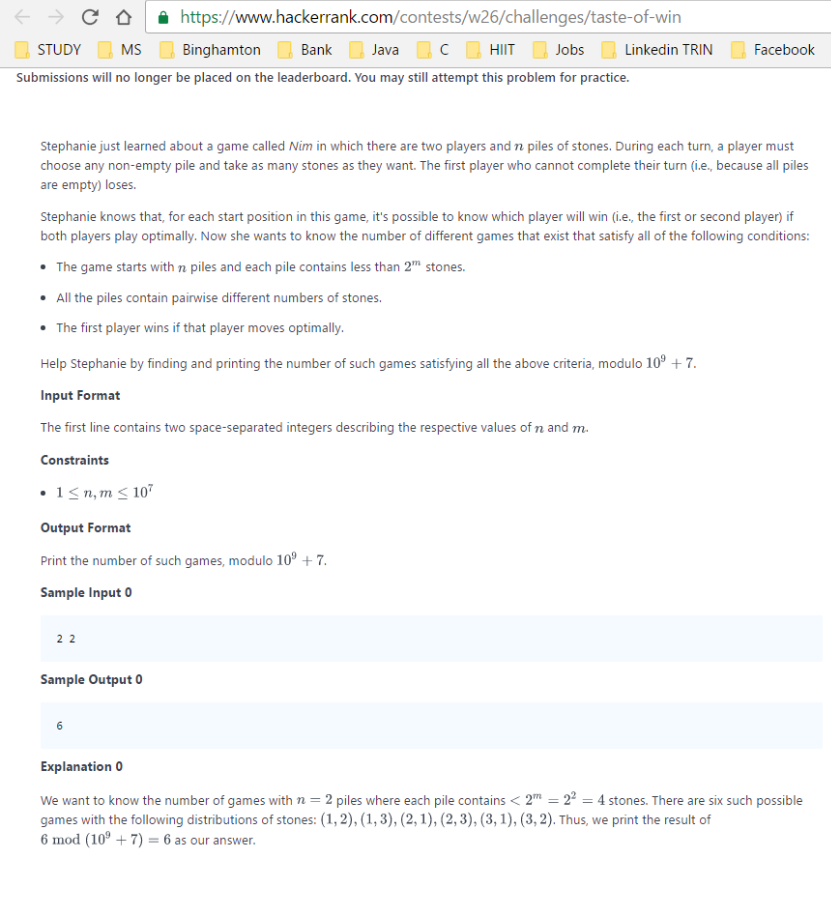 https://www.hackerrank.com/contests/w26/challenges/taste-of-win
STUDY MS Binghamton Bank Java C HIIT Jobs Linkedin TRIN Facebook
Submissions will no longer be placed on the leaderboard. You may still attempt this problem for practice.
Stephanie just learned about a game called Nim in which there are two players and n piles of stones. During each turn, a player must
choose any non-empty pile and take as many stones as they want. The first player who cannot complete their turn (i.e., because all piles
are empty) loses.
Stephanie knows that, for each start position in this game, it's possible to know which player will win (i.e., the first or second player) if
both players play optimally. Now she wants to know the number of different games that exist that satisfy all of the following conditions:
• The game starts with n piles and each pile contains less than 2^m stones.
• All the piles contain pairwise different numbers of stones.
• The first player wins if that player moves optimally.
Help Stephanie by finding and printing the number of such games satisfying all the above criteria, modulo 10^9 + 7.
Input Format
The first line contains two space-separated integers describing the respective values of n and m.
Constraints
• 1 ≤ n, m ≤ 10^7
Output Format
Print the number of such games, modulo 10^9 + 7.
Sample Input 0
2 2
Sample Output 0
6
Explanation 0
We want to know the number of games with n = 2 piles where each pile contains < 2^m = 2^2 = 4 stones. There are six such possible
games with the following distributions of stones: (1, 2), (1, 3), (2, 1), (2, 3), (3, 1), (3, 2). Thus, we print the result of
6 mod (10^9 + 7) = 6 as our answer.